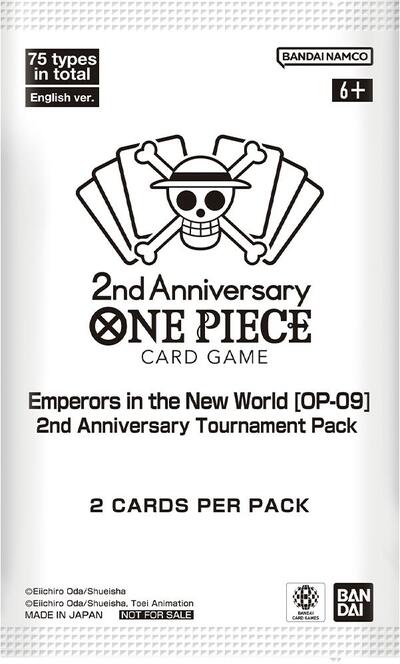 75 types
in total
English ver.
BANDAI NAMCO
6+
2nd Anniversary
ONE PIECE
CARD GAME
Emperors in the New World [OP-09]
2nd Anniversary Tournament Pack
2 CARDS PER PACK
©Eiichiro Oda/Shueisha
©Eiichiro Oda/Shueisha, Toei Animation
MADE IN JAPAN NOT FOR SALE
BANDAI
CARD GAMES
BAN
DAI